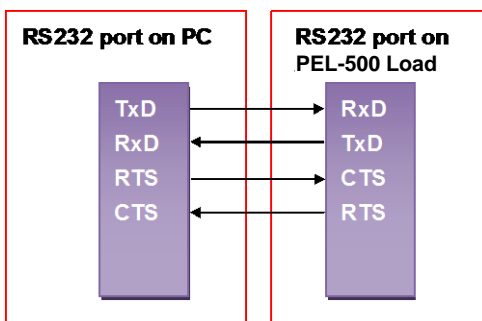 RS232 port on PC
TxD
RxD
RTS
CTS
RS232 port on
PEL-500 Load
RxD
TxD
CTS
RTS